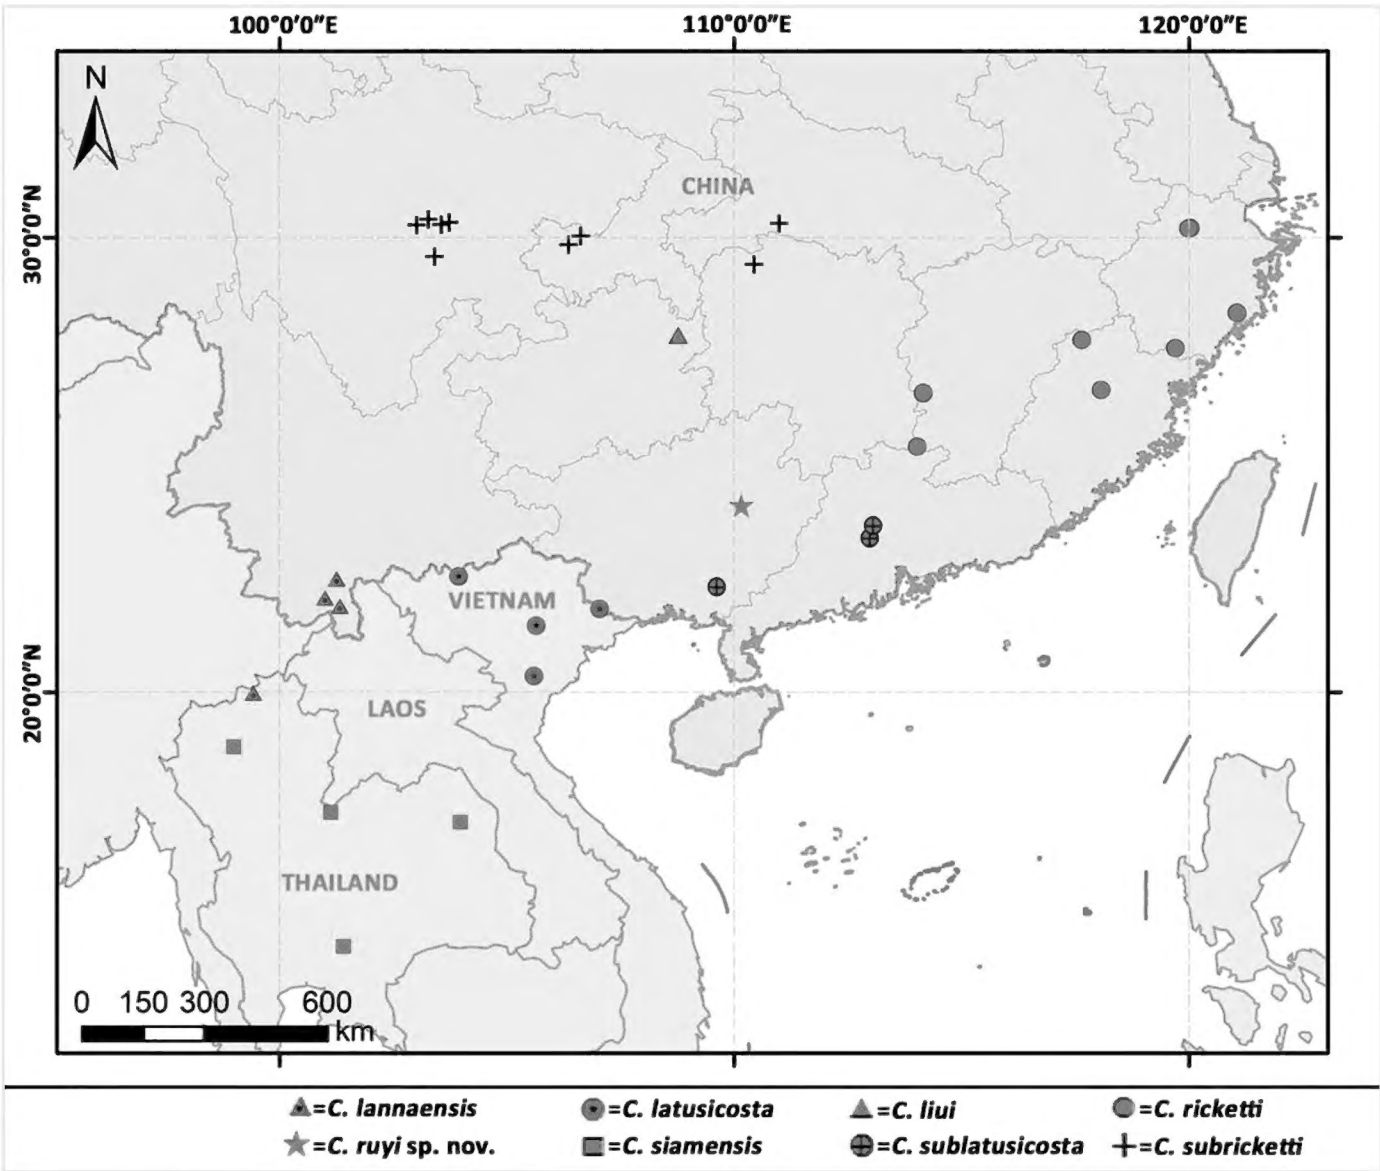 100°0'0"E 110°0'0"E 120°0'0"E
N
CHINA
30°0'0"N
VIETNAM
20°0'0"N
LAOS
THAILAND
0 150 300 600
km
=C. lannaensis =C. latusicosta =C. liui =C. ricketti
=C. ruyi sp. nov. =C. siamensis =C. sublatusicosta =C. subricketti